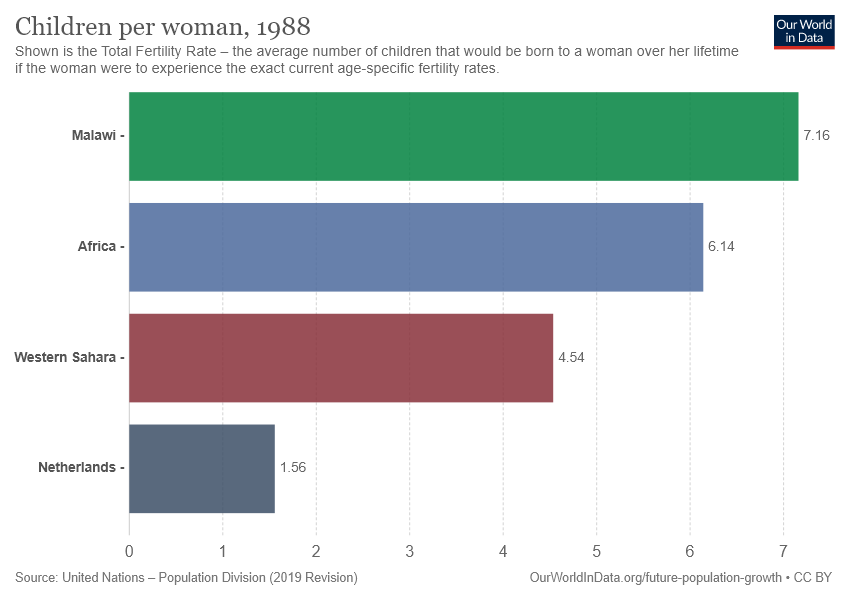 Children per woman, 1988
Our World
in Data
Shown is the Total Fertility Rate – the average number of children that would be born to a woman over her lifetime
if the woman were to experience the exact current age-specific fertility rates.
Malawi - 7.16
Africa - 6.14
Western Sahara - 4.54
Netherlands - 1.56
0 1 2 3 4 5 6 7
Source: United Nations – Population Division (2019 Revision) OurWorldInData.org/future-population-growth • CC BY